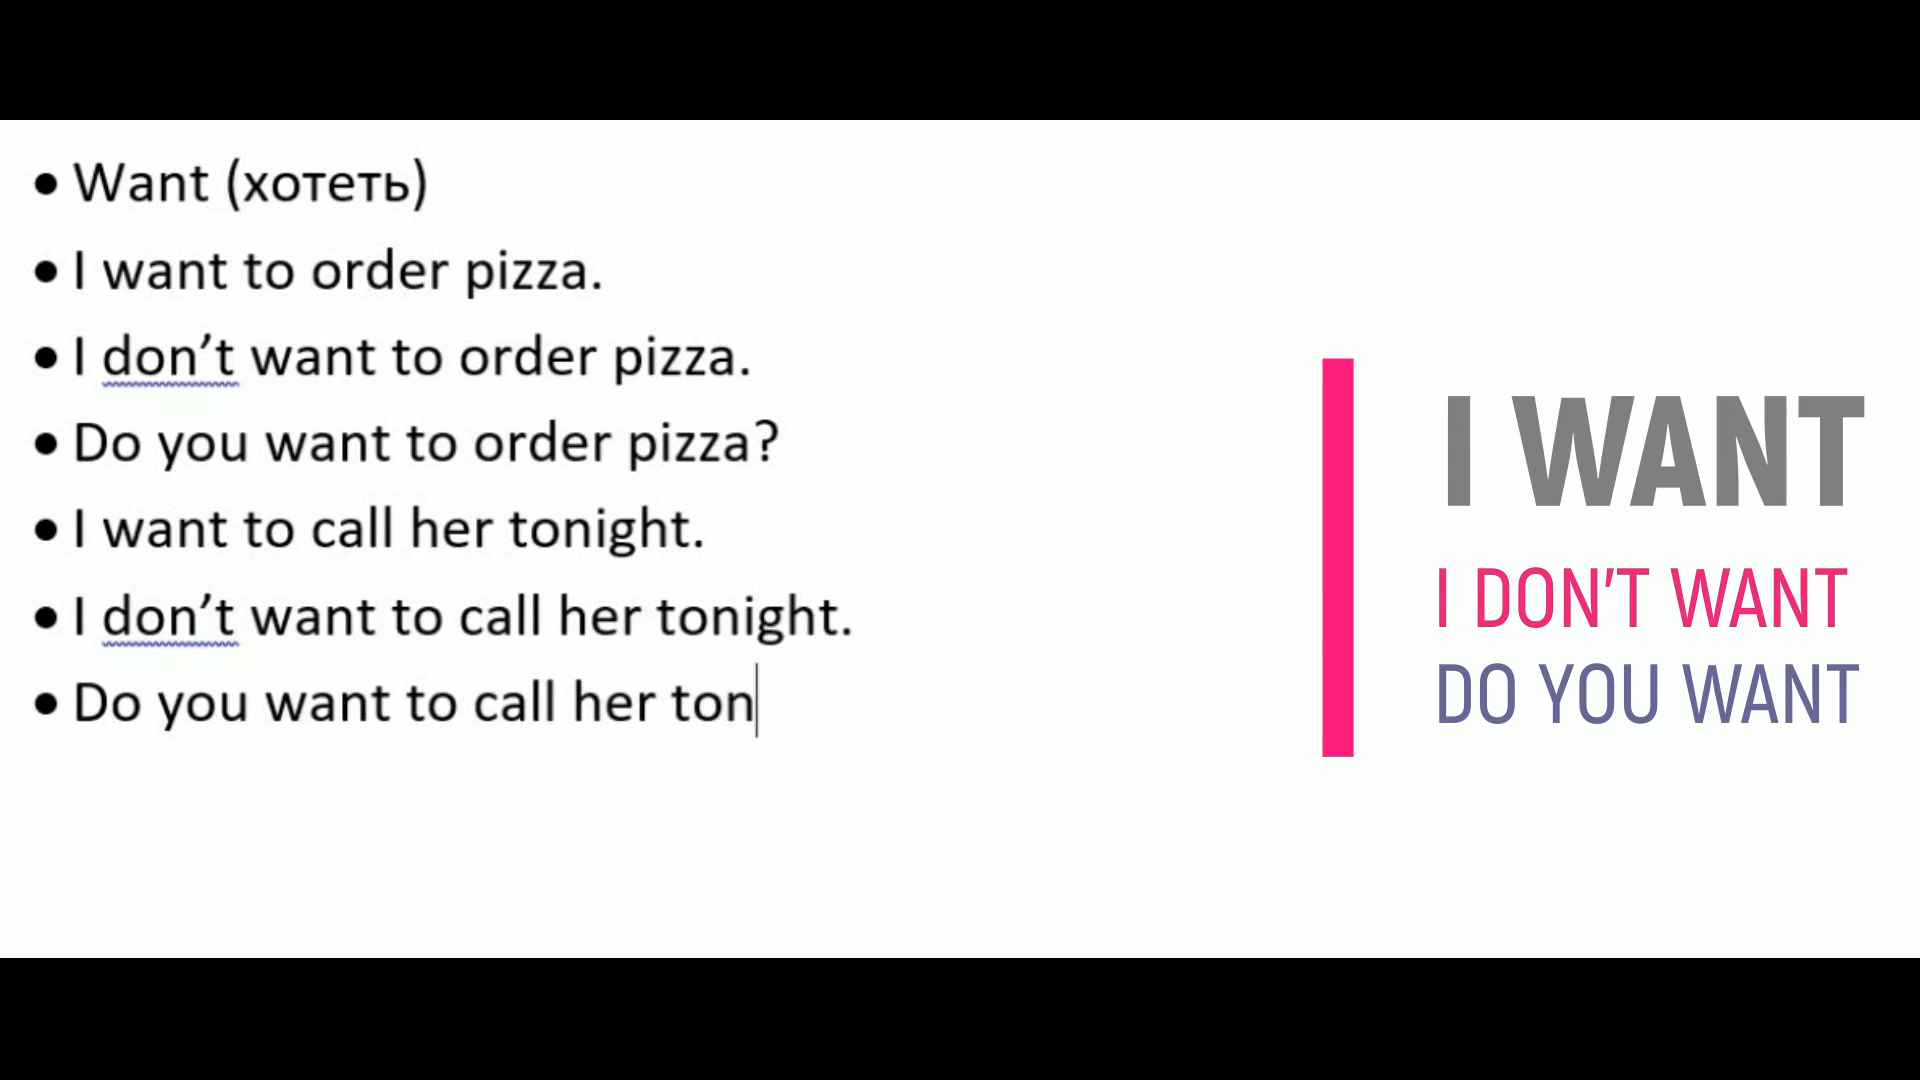 • Want (хотеть)
• I want to order pizza.
• I don’t want to order pizza.
• Do you want to order pizza?
• I want to call her tonight.
• I don’t want to call her tonight.
• Do you want to call her ton
I WANT
I DON’T WANT
DO YOU WANT